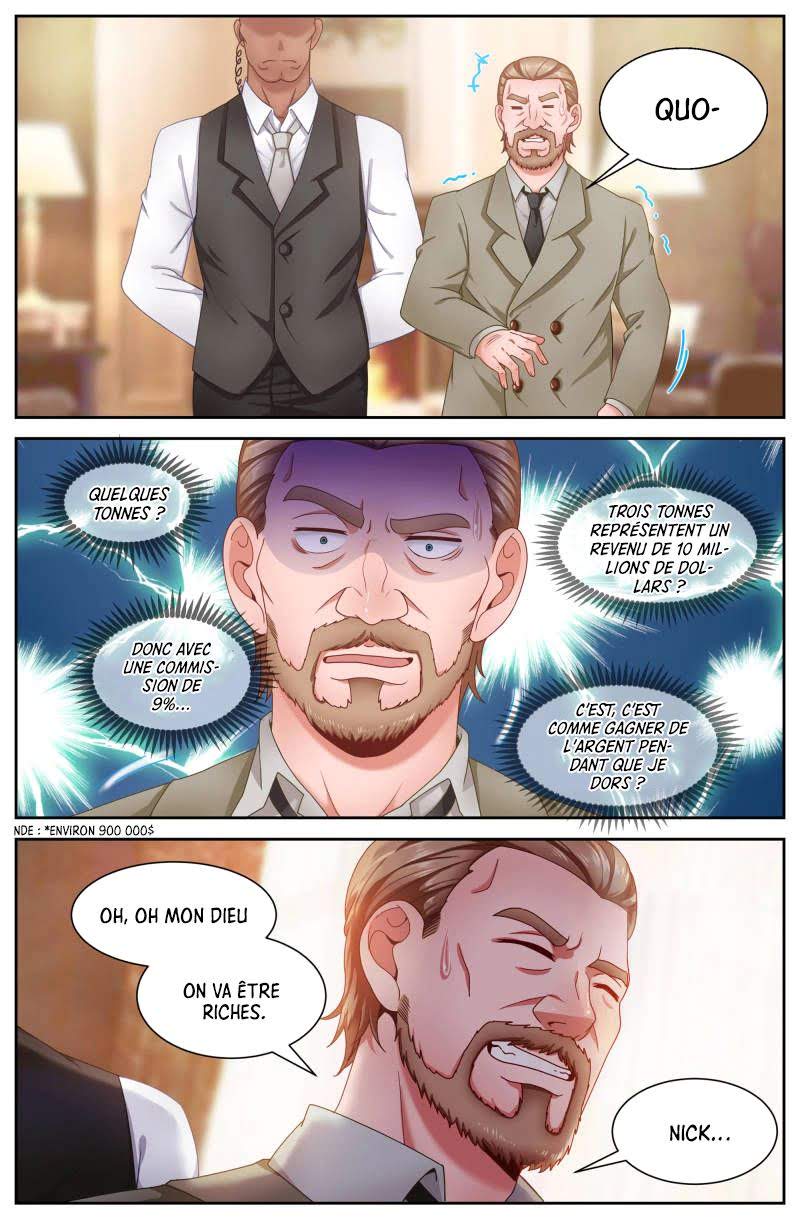 QUO-
QUELQUES
TONNES ?
TROIS TONNES
REPRÉSENTENT UN
REVENU DE 10 MIL-
LIONS DE DOL-
LARS ?
DONC AVEC
UNE COMMIS-
SION DE
9%...
C'EST, C'EST
COMME GAGNER DE
L'ARGENT PEN-
DANT QUE JE
DORS ?
NDE : *ENVIRON 900 000$
OH, OH MON DIEU
ON VA ÊTRE
RICHES.
NICK...